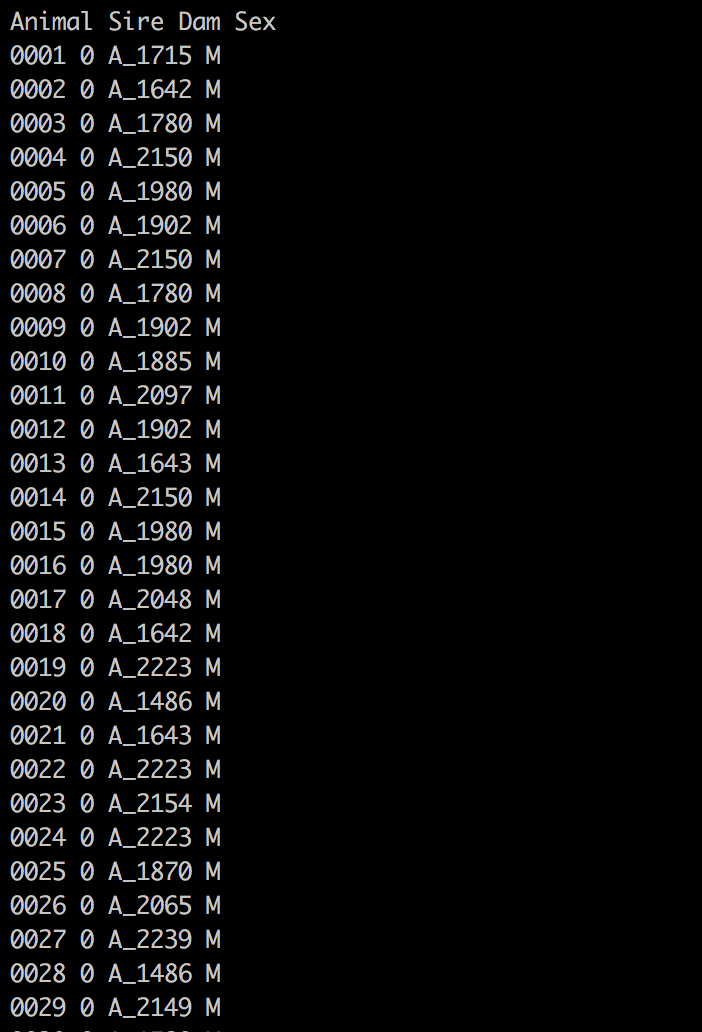 Animal Sire Dam Sex
0001 0 A_1715 M
0002 0 A_1642 M
0003 0 A_1780 M
0004 0 A_2150 M
0005 0 A_1980 M
0006 0 A_1902 M
0007 0 A_2150 M
0008 0 A_1780 M
0009 0 A_1902 M
0010 0 A_1885 M
0011 0 A_2097 M
0012 0 A_1902 M
0013 0 A_1643 M
0014 0 A_2150 M
0015 0 A_1980 M
0016 0 A_1980 M
0017 0 A_2048 M
0018 0 A_1642 M
0019 0 A_2223 M
0020 0 A_1486 M
0021 0 A_1643 M
0022 0 A_2223 M
0023 0 A_2154 M
0024 0 A_2223 M
0025 0 A_1870 M
0026 0 A_2065 M
0027 0 A_2239 M
0028 0 A_1486 M
0029 0 A_2149 M